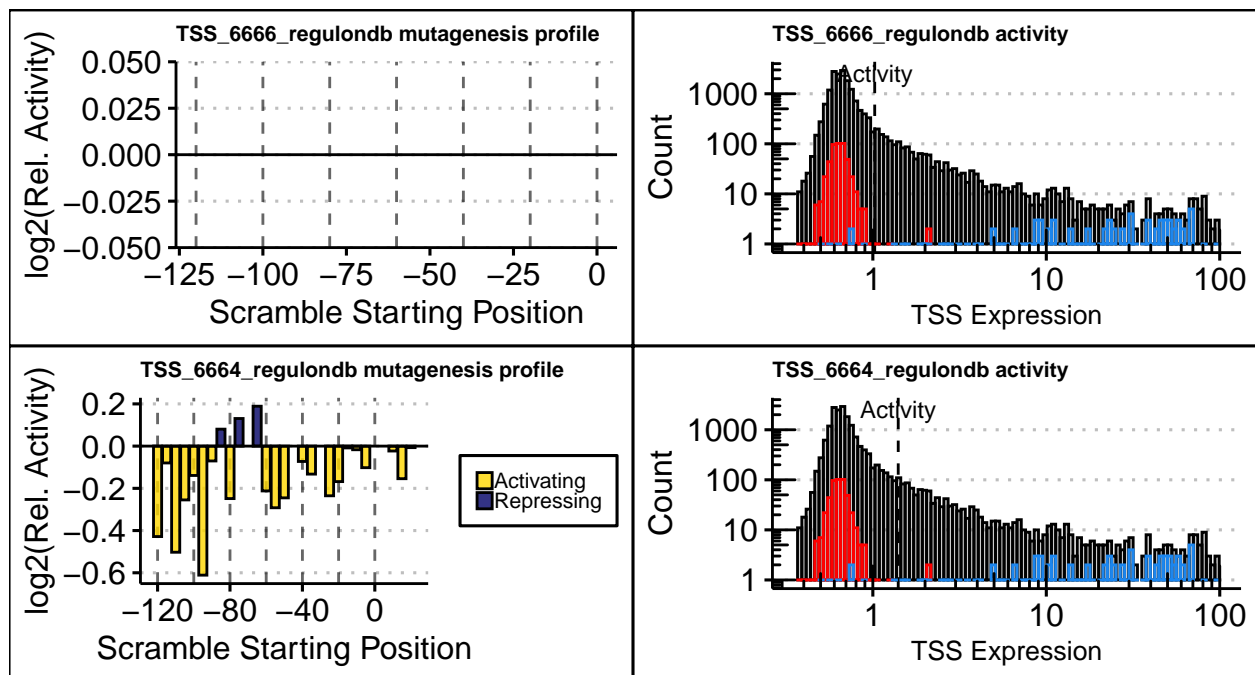 TSS_6666_regulondb mutagenesis profile
log2(Rel. Activity)
0.050
0.025
0.000
−0.025
−0.050
−125 −100 −75 −50 −25 0
Scramble Starting Position
TSS_6666_regulondb activity
Activity
Count
1000
100
10
1
1 10 100
TSS Expression
TSS_6664_regulondb mutagenesis profile
log2(Rel. Activity)
0.2
0.0
−0.2
−0.4
−0.6
−120 −80 −40 0
Scramble Starting Position
Activating
Repressing
TSS_6664_regulondb activity
Activity
Count
1000
100
10
1
1 10 100
TSS Expression